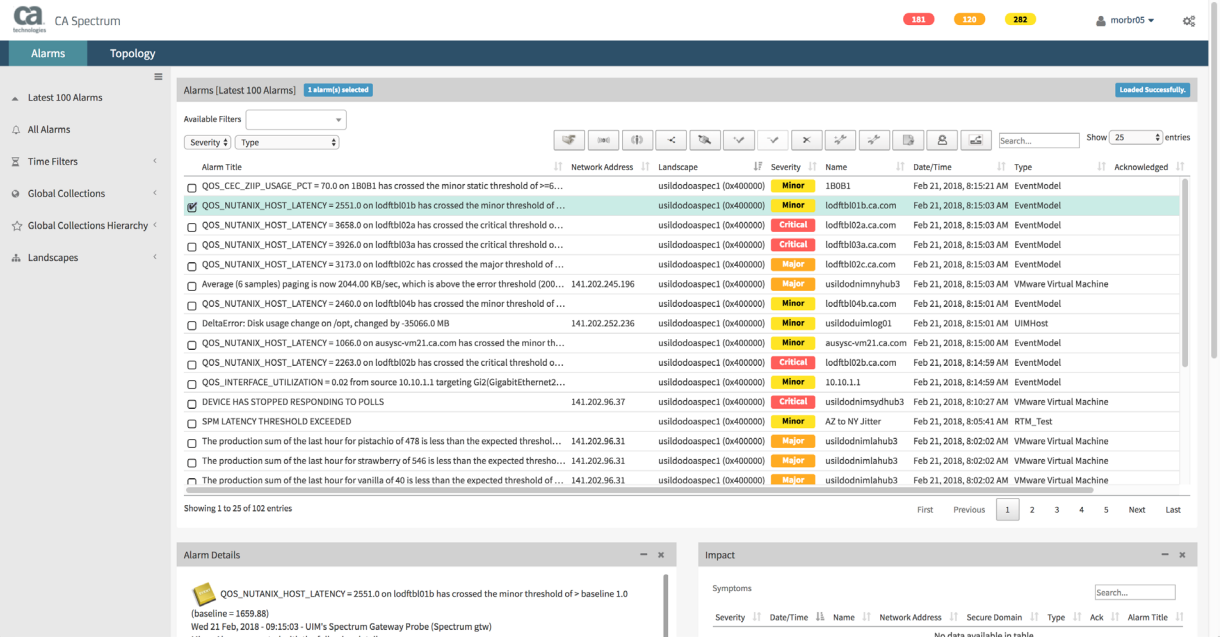 ca technologies CA Spectrum 181 120 282 morbr05
Alarms Topology
Latest 100 Alarms
All Alarms
Time Filters
Global Collections
Global Collections Hierarchy
Landscapes
Alarms [Latest 100 Alarms] 1 alarm(s) selected Loaded Successfully.
Available Filters
Severity Type Search... Show 25 entries
Alarm Title Network Address Landscape Severity Name Date/Time Type Acknowledged
QOS_CEC_ZIIP_USAGE_PCT = 70.0 on 1B0B1 has crossed the minor static threshold of >=6... usildodoaspec1 (0x400000) Minor 1B0B1 Feb 21, 2018, 8:15:21 AM EventModel
QOS_NUTANIX_HOST_LATENCY = 2551.0 on lodftbl01b has crossed the minor threshold of ... usildodoaspec1 (0x400000) Minor lodftbl01b.ca.com Feb 21, 2018, 8:15:03 AM EventModel
QOS_NUTANIX_HOST_LATENCY = 3658.0 on lodftbl02a has crossed the critical threshold o... usildodoaspec1 (0x400000) Critical lodftbl02a.ca.com Feb 21, 2018, 8:15:03 AM EventModel
QOS_NUTANIX_HOST_LATENCY = 3926.0 on lodftbl03a has crossed the critical threshold o... usildodoaspec1 (0x400000) Critical lodftbl03a.ca.com Feb 21, 2018, 8:15:03 AM EventModel
QOS_NUTANIX_HOST_LATENCY = 3173.0 on lodftbl02c has crossed the major threshold of ... usildodoaspec1 (0x400000) Major lodftbl02c.ca.com Feb 21, 2018, 8:15:03 AM EventModel
Average (6 samples) paging is now 2044.00 KB/sec, which is above the error threshold (200... 141.202.245.196 usildodoaspec1 (0x400000) Major usildodnimnyhub3 Feb 21, 2018, 8:15:03 AM VMware Virtual Machine
QOS_NUTANIX_HOST_LATENCY = 2460.0 on lodftbl04b has crossed the minor threshold of ... usildodoaspec1 (0x400000) Minor lodftbl04b.ca.com Feb 21, 2018, 8:15:01 AM EventModel
DeltaError: Disk usage change on /opt, changed by -35066.0 MB 141.202.252.236 usildodoaspec1 (0x400000) Minor usildoduimlog01 Feb 21, 2018, 8:15:01 AM UIMHost
QOS_NUTANIX_HOST_LATENCY = 1066.0 on ausysc-vm21.ca.com has crossed the minor th... usildodoaspec1 (0x400000) Minor ausysc-vm21.ca.com Feb 21, 2018, 8:15:00 AM EventModel
QOS_NUTANIX_HOST_LATENCY = 2263.0 on lodftbl02b has crossed the critical threshold o... usildodoaspec1 (0x400000) Critical lodftbl02b.ca.com Feb 21, 2018, 8:14:59 AM EventModel
QOS_INTERFACE_UTILIZATION = 0.02 from source 10.10.1.1 targeting Gi2(GigabitEthernet2... usildodoaspec1 (0x400000) Minor 10.10.1.1 Feb 21, 2018, 8:14:59 AM EventModel
DEVICE HAS STOPPED RESPONDING TO POLLS 141.202.96.37 usildodoaspec1 (0x400000) Critical usildodnimsydhub3 Feb 21, 2018, 8:10:27 AM VMware Virtual Machine
SPM LATENCY THRESHOLD EXCEEDED usildodoaspec1 (0x400000) Minor AZ to NY Jitter Feb 21, 2018, 8:05:41 AM RTM_Test
The production sum of the last hour for pistachio of 478 is less than the expected threshol... 141.202.96.31 usildodoaspec1 (0x400000) Major usildodnimlahub3 Feb 21, 2018, 8:02:02 AM VMware Virtual Machine
The production sum of the last hour for strawberry of 546 is less than the expected thresho... 141.202.96.31 usildodoaspec1 (0x400000) Major usildodnimlahub3 Feb 21, 2018, 8:02:02 AM VMware Virtual Machine
The production sum of the last hour for vanilla of 40 is less than the expected threshold of ... 141.202.96.31 usildodoaspec1 (0x400000) Major usildodnimlahub3 Feb 21, 2018, 8:02:02 AM VMware Virtual Machine
Showing 1 to 25 of 102 entries First Previous 1 2 3 4 5 Next Last
Alarm Details
QOS_NUTANIX_HOST_LATENCY = 2551.0 on lodftbl01b has crossed the minor threshold of > baseline 1.0
(baseline = 1659.88)
Wed 21 Feb, 2018 - 09:15:03 - UIM's Spectrum Gateway Probe (Spectrum gtw)
Impact
Symptoms Search...
Severity Date/Time Name Network Address Secure Domain Type Ack Alarm Title
No data available in table